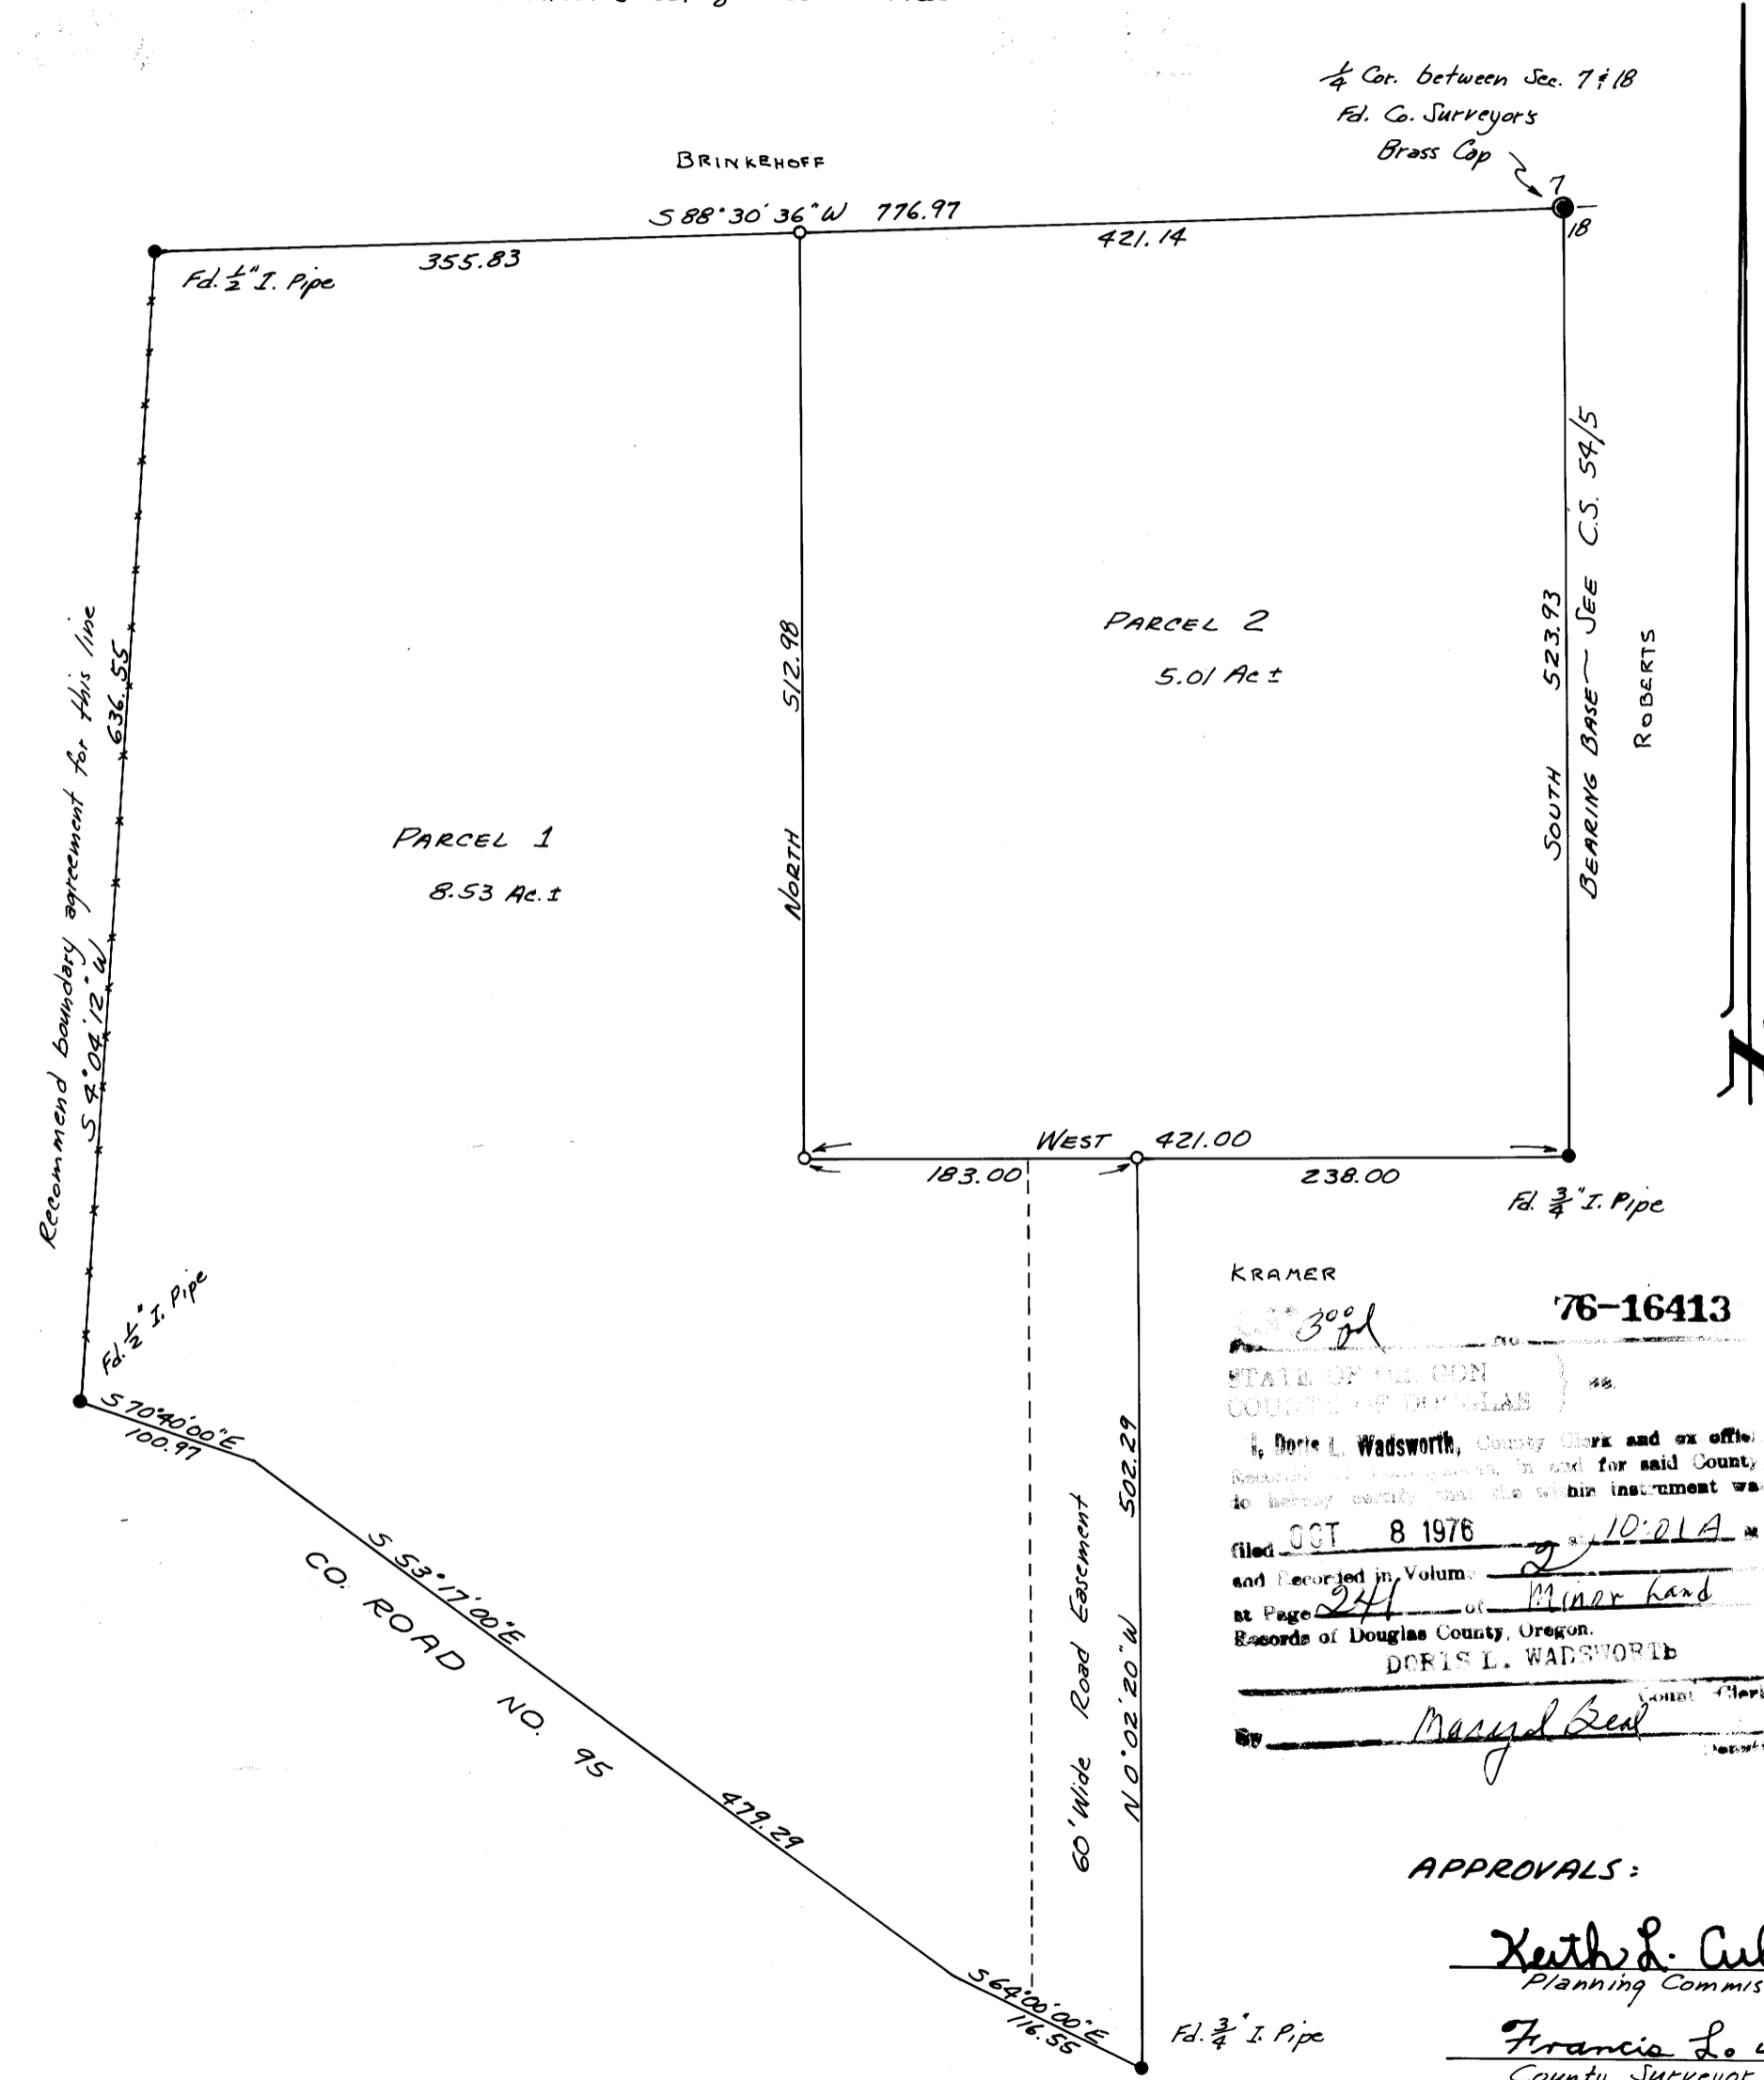 1/4 Cor. between Sec. 7 & 18
Fd. Co. Surveyor's
Brass Cap
7
18
BRINKEHOFF
S 88° 30' 36" W 776.97
355.83
421.14
Fd. 1/2" I. Pipe
Recommend boundary agreement for this line
S 4° 04' 12" W 636.55
NORTH 512.98
PARCEL 2
5.01 Ac ±
SOUTH 523.93
BEARING BASE ~ SEE C.S. 54/5
ROBERTS
PARCEL 1
8.53 Ac. ±
WEST 421.00
183.00
238.00
Fd. 3/4" I. Pipe
Fd. 1/2" I. Pipe
S 70° 40' 00" E
100.97
S 53° 17' 00" E
479.29
CO. ROAD NO. 95
S 64° 00' 00" E
116.55
60' Wide Road Easement
N 0° 02' 20" W 502.29
Fd. 3/4" I. Pipe
KRAMER
76-16413
No
STATE OF OREGON
COUNTY OF DOUGLAS
ss.
I, Doris L. Wadsworth, County Clerk and ex offic
in and for said County
do hereby certify that the within instrument wa
filed OCT 8 1976 at 10:01 A
and Recorded in Volume 2
at Page 241 of Minor Land
Records of Douglas County, Oregon.
DORIS L. WADSWORTH
County Clerk
By
APPROVALS:
Keith L.
Planning Commis
Francis L.
County Surveyor